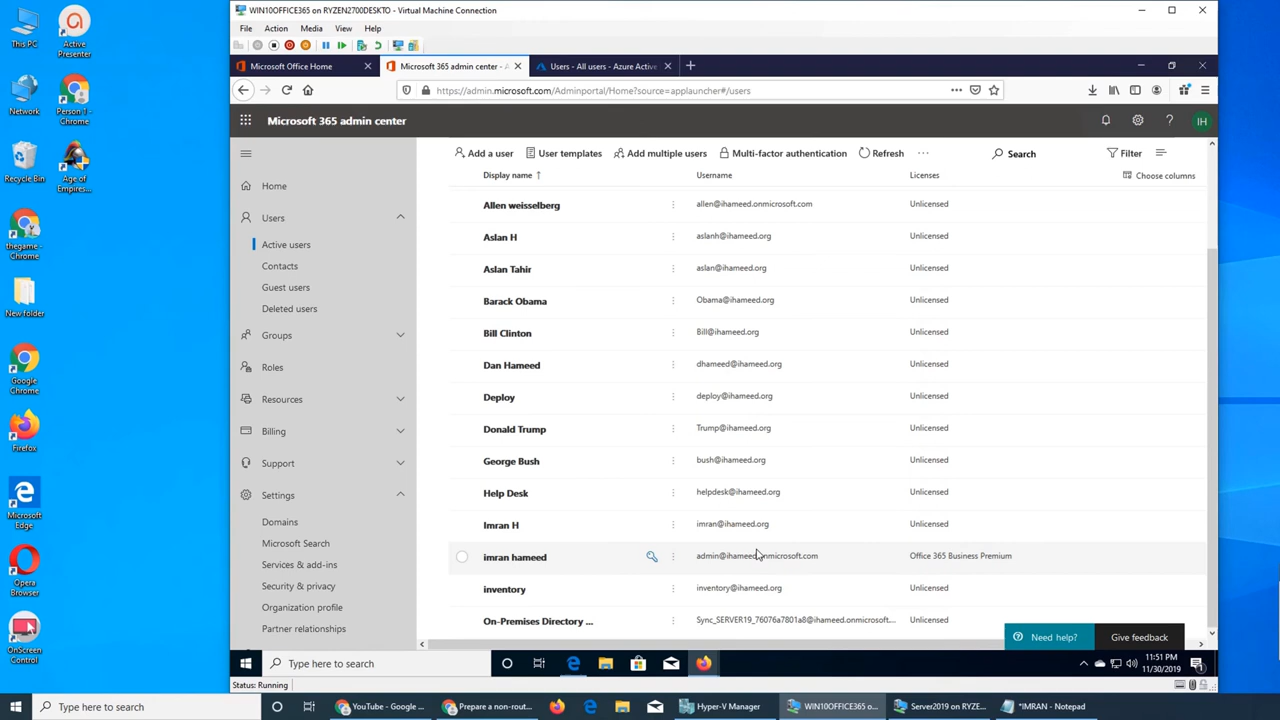 This PC
Active
Presenter
Network
Person 1 -
Chrome
Recycle Bin
Age of
Empires...
thegame -
Chrome
New folder
Google
Chrome
Firefox
Microsoft
Edge
Opera
Browser
OnScreen
Control
WIN10OFFICE365 on RYZEN2700DESKTO - Virtual Machine Connection
File Action Media View Help
Microsoft Office Home
Microsoft 365 admin center - A
Users - All users - Azure Active
https://admin.microsoft.com/Adminportal/Home?source=applauncher#/users
Microsoft 365 admin center
IH
Add a user
User templates
Add multiple users
Multi-factor authentication
Refresh
Search
Filter
Display name ↑ Username Licenses Choose columns
Home
Users
Active users
Contacts
Guest users
Deleted users
Groups
Roles
Resources
Billing
Support
Settings
Domains
Microsoft Search
Services & add-ins
Security & privacy
Organization profile
Partner relationships
Allen weisselberg allen@ihameed.onmicrosoft.com Unlicensed
Aslan H aslanh@ihameed.org Unlicensed
Aslan Tahir aslan@ihameed.org Unlicensed
Barack Obama Obama@ihameed.org Unlicensed
Bill Clinton Bill@ihameed.org Unlicensed
Dan Hameed dhameed@ihameed.org Unlicensed
Deploy deploy@ihameed.org Unlicensed
Donald Trump Trump@ihameed.org Unlicensed
George Bush bush@ihameed.org Unlicensed
Help Desk helpdesk@ihameed.org Unlicensed
Imran H imran@ihameed.org Unlicensed
imran hameed admin@ihameed.onmicrosoft.com Office 365 Business Premium
inventory inventory@ihameed.org Unlicensed
On-Premises Directory ... Sync_SERVER19_76076a7801a8@ihameed.onmicrosoft... Unlicensed
Need help?
Give feedback
Type here to search
11:51 PM
11/30/2019
1
Status: Running
Type here to search
YouTube - Google ...
Prepare a non-rout...
Hyper-V Manager
WIN10OFFICE365 o...
Server2019 on RYZE...
*IMRAN - Notepad